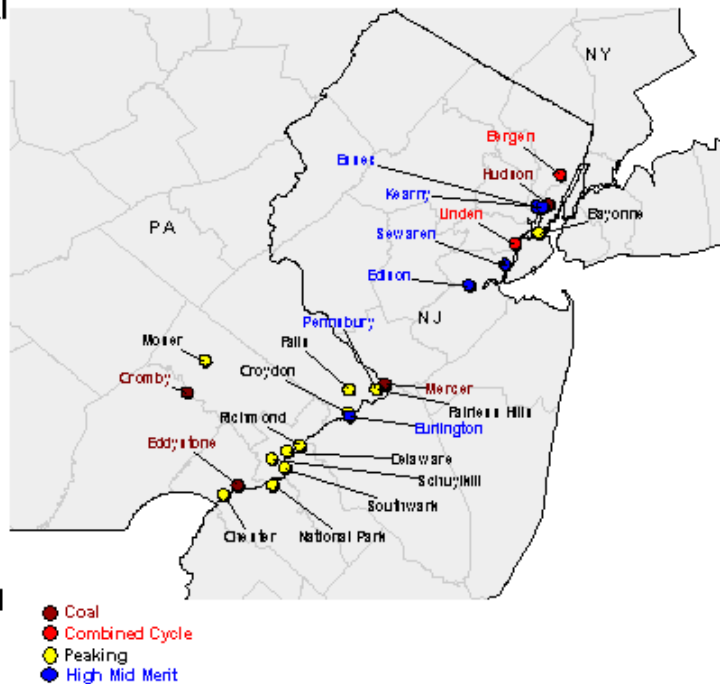 NY
Bergen
Essex
Hudson
Kearny
Linden
Bayonne
Sewaren
PA
Edison
NJ
Pennsbury
Moser
Falls
Croydon
Cromby
Mercer
Fairless Hills
Richmond
Burlington
Eddystone
Delaware
Schuylkill
Southwark
Chester
National Park
Coal
Combined Cycle
Peaking
High Mid Merit